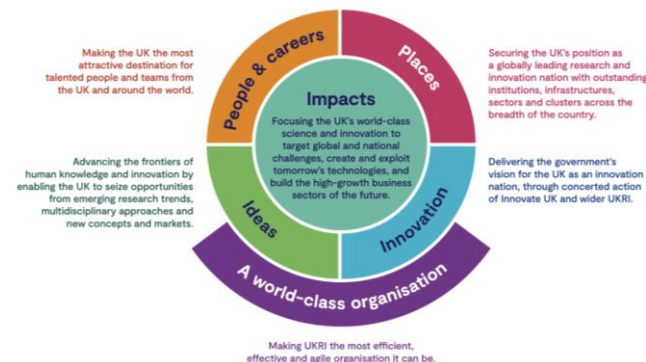 People & careers
Places
Making the UK the most
attractive destination for
talented people and teams from
the UK and around the world.
Securing the UK's position as
a globally leading research and
innovation nation with outstanding
institutions, infrastructures,
sectors and clusters across the
breadth of the country.
Impacts
Focusing the UK's world-class
science and innovation to
target global and national
challenges, create and exploit
tomorrow's technologies, and
build the high-growth business
sectors of the future.
Advancing the frontiers of
human knowledge and innovation by
enabling the UK to seize opportunities
from emerging research trends,
multidisciplinary approaches and
new concepts and markets.
Delivering the government's
vision for the UK as an innovation
nation, through concerted action
of Innovate UK and wider UKRI.
Ideas
Innovation
A world-class organisation
Making UKRI the most efficient,
effective and agile organisation it can be.